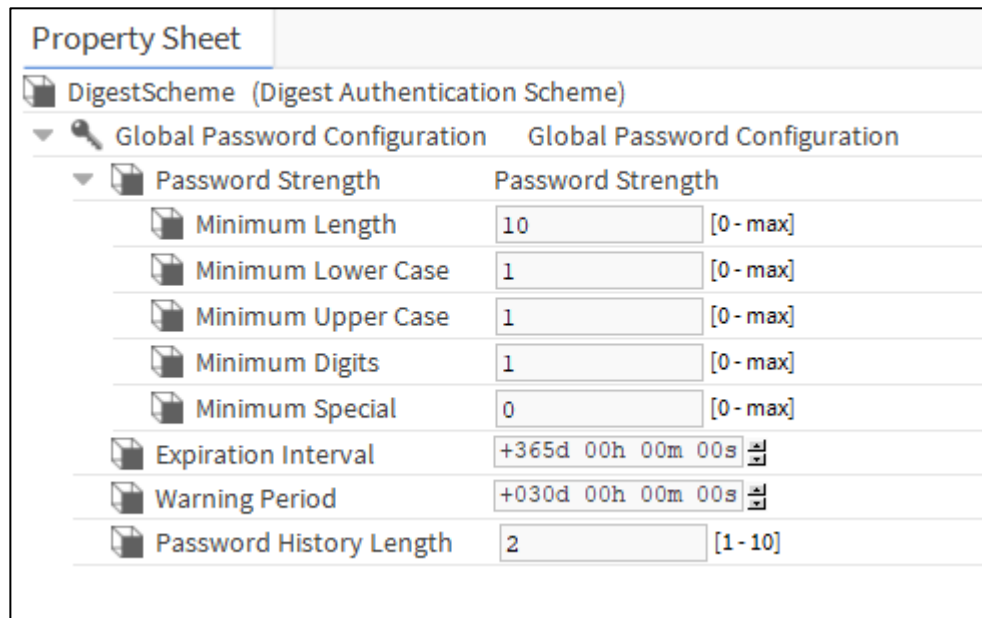 Property Sheet
DigestScheme (Digest Authentication Scheme)
Global Password Configuration Global Password Configuration
Password Strength Password Strength
Minimum Length 10 [0 - max]
Minimum Lower Case 1 [0 - max]
Minimum Upper Case 1 [0 - max]
Minimum Digits 1 [0 - max]
Minimum Special 0 [0 - max]
Expiration Interval +365d 00h 00m 00s
Warning Period +030d 00h 00m 00s
Password History Length 2 [1 - 10]